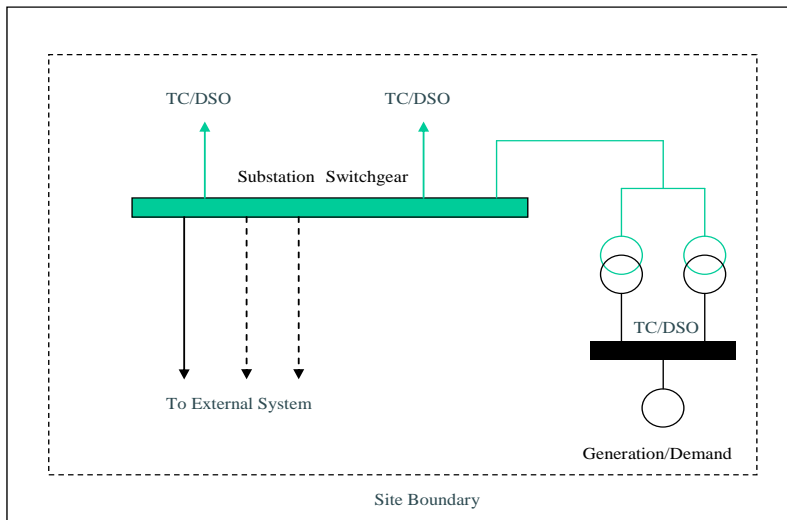 TC/DSO
TC/DSO
Substation Switchgear
TC/DSO
To External System
Generation/Demand
Site Boundary